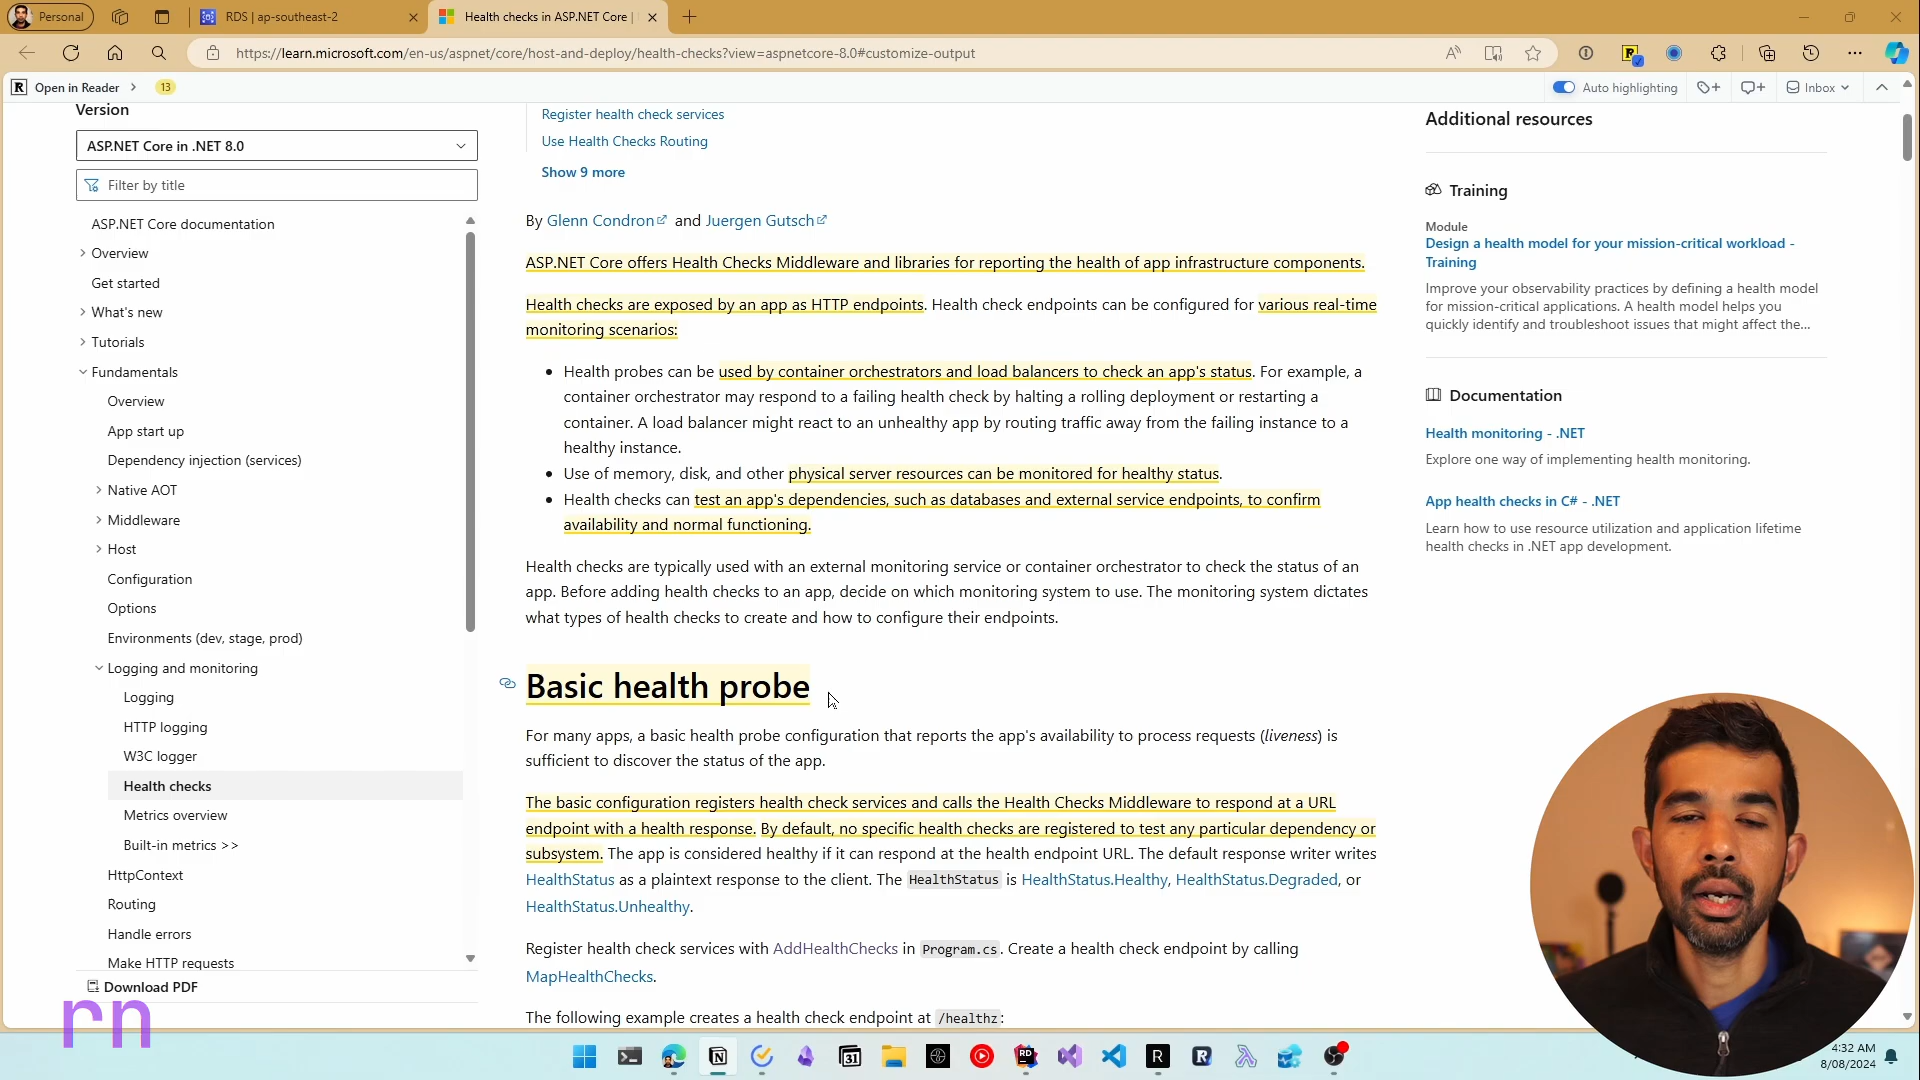 Personal
RDS | ap-southeast-2
Health checks in ASP.NET Core |
https://learn.microsoft.com/en-us/aspnet/core/host-and-deploy/health-checks?view=aspnetcore-8.0#customize-output
R Open in Reader 13
Auto highlighting
Inbox
Version
ASP.NET Core in .NET 8.0
Filter by title
ASP.NET Core documentation
Overview
Get started
What's new
Tutorials
Fundamentals
Overview
App start up
Dependency injection (services)
Native AOT
Middleware
Host
Configuration
Options
Environments (dev, stage, prod)
Logging and monitoring
Logging
HTTP logging
W3C logger
Health checks
Metrics overview
Built-in metrics >>
HttpContext
Routing
Handle errors
Make HTTP requests
Download PDF
Register health check services
Use Health Checks Routing
Show 9 more
By Glenn Condron and Juergen Gutsch
ASP.NET Core offers Health Checks Middleware and libraries for reporting the health of app infrastructure components.
Health checks are exposed by an app as HTTP endpoints. Health check endpoints can be configured for various real-time
monitoring scenarios:
• Health probes can be used by container orchestrators and load balancers to check an app's status. For example, a
container orchestrator may respond to a failing health check by halting a rolling deployment or restarting a
container. A load balancer might react to an unhealthy app by routing traffic away from the failing instance to a
healthy instance.
• Use of memory, disk, and other physical server resources can be monitored for healthy status.
• Health checks can test an app's dependencies, such as databases and external service endpoints, to confirm
availability and normal functioning.
Health checks are typically used with an external monitoring service or container orchestrator to check the status of an
app. Before adding health checks to an app, decide on which monitoring system to use. The monitoring system dictates
what types of health checks to create and how to configure their endpoints.
Basic health probe
For many apps, a basic health probe configuration that reports the app's availability to process requests (liveness) is
sufficient to discover the status of the app.
The basic configuration registers health check services and calls the Health Checks Middleware to respond at a URL
endpoint with a health response. By default, no specific health checks are registered to test any particular dependency or
subsystem. The app is considered healthy if it can respond at the health endpoint URL. The default response writer writes
HealthStatus as a plaintext response to the client. The HealthStatus is HealthStatus.Healthy, HealthStatus.Degraded, or
HealthStatus.Unhealthy.
Register health check services with AddHealthChecks in Program.cs. Create a health check endpoint by calling
MapHealthChecks.
The following example creates a health check endpoint at /healthz:
Additional resources
Training
Module
Design a health model for your mission-critical workload -
Training
Improve your observability practices by defining a health model
for mission-critical applications. A health model helps you
quickly identify and troubleshoot issues that might affect the...
Documentation
Health monitoring - .NET
Explore one way of implementing health monitoring.
App health checks in C# - .NET
Learn how to use resource utilization and application lifetime
health checks in .NET app development.
rn
31
RD
R
R
4:32 AM
8/08/2024